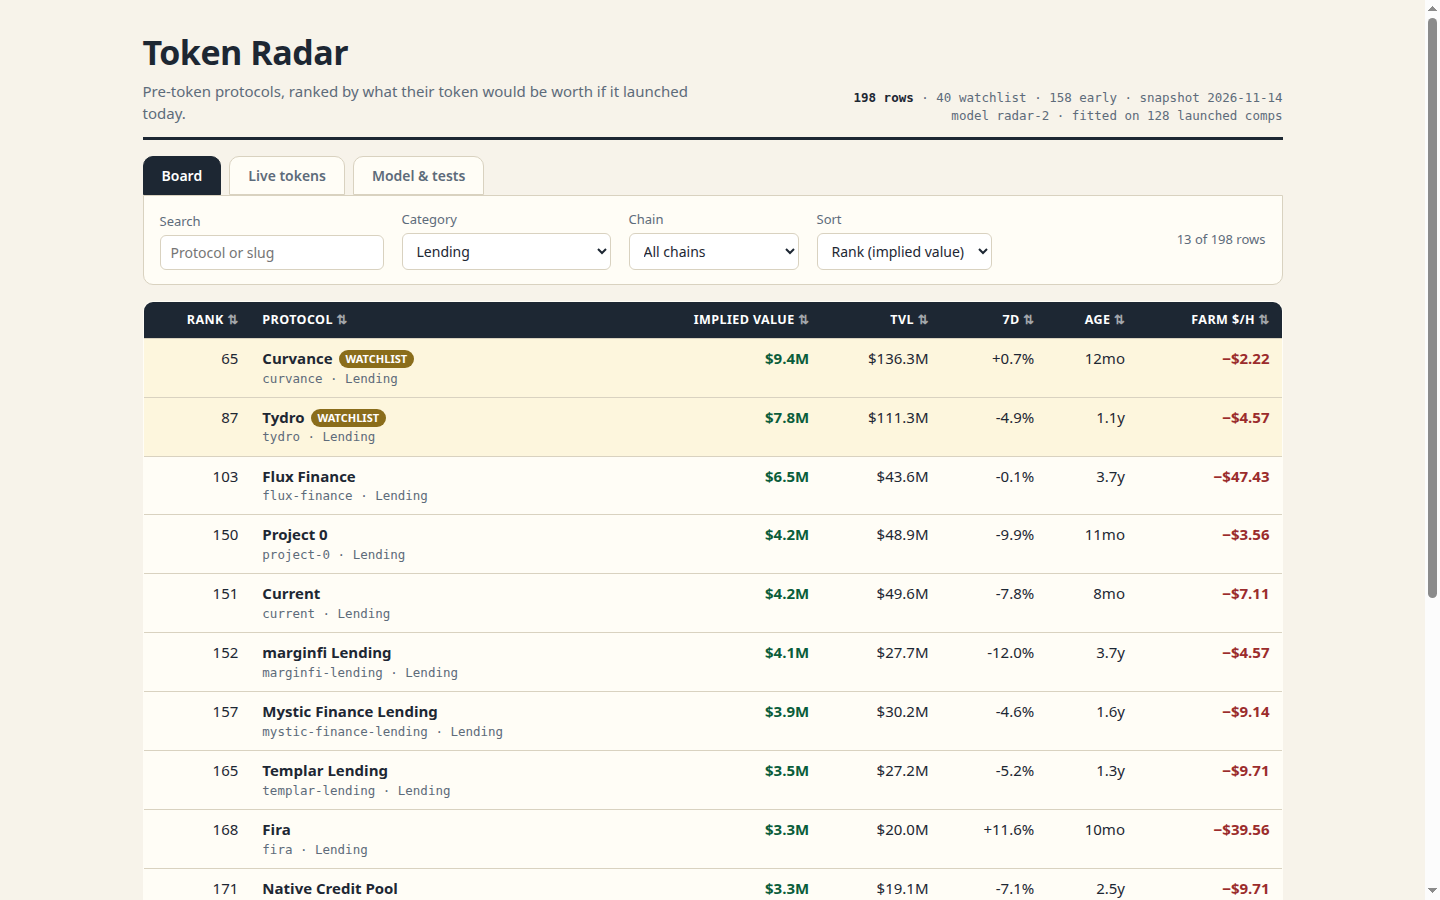 Token Radar
Pre-token protocols, ranked by what their token would be worth if it launched
today.
198 rows · 40 watchlist · 158 early · snapshot 2026-11-14
model radar-2 · fitted on 128 launched comps
Board
Live tokens
Model & tests
Search
Category
Chain
Sort
Protocol or slug
Lending
All chains
Rank (implied value)
13 of 198 rows
RANK ⇅ PROTOCOL ⇅ IMPLIED VALUE ⇅ TVL ⇅ 7D ⇅ AGE ⇅ FARM $/H ⇅
65 Curvance WATCHLIST $9.4M $136.3M +0.7% 12mo −$2.22
curvance · Lending
87 Tydro WATCHLIST $7.8M $111.3M -4.9% 1.1y −$4.57
tydro · Lending
103 Flux Finance $6.5M $43.6M -0.1% 3.7y −$47.43
flux-finance · Lending
150 Project 0 $4.2M $48.9M -9.9% 11mo −$3.56
project-0 · Lending
151 Current $4.2M $49.6M -7.8% 8mo −$7.11
current · Lending
152 marginfi Lending $4.1M $27.7M -12.0% 3.7y −$4.57
marginfi-lending · Lending
157 Mystic Finance Lending $3.9M $30.2M -4.6% 1.6y −$9.14
mystic-finance-lending · Lending
165 Templar Lending $3.5M $27.2M -5.2% 1.3y −$9.71
templar-lending · Lending
168 Fira $3.3M $20.0M +11.6% 10mo −$39.56
fira · Lending
171 Native Credit Pool $3.3M $19.1M -7.1% 2.5y −$9.71